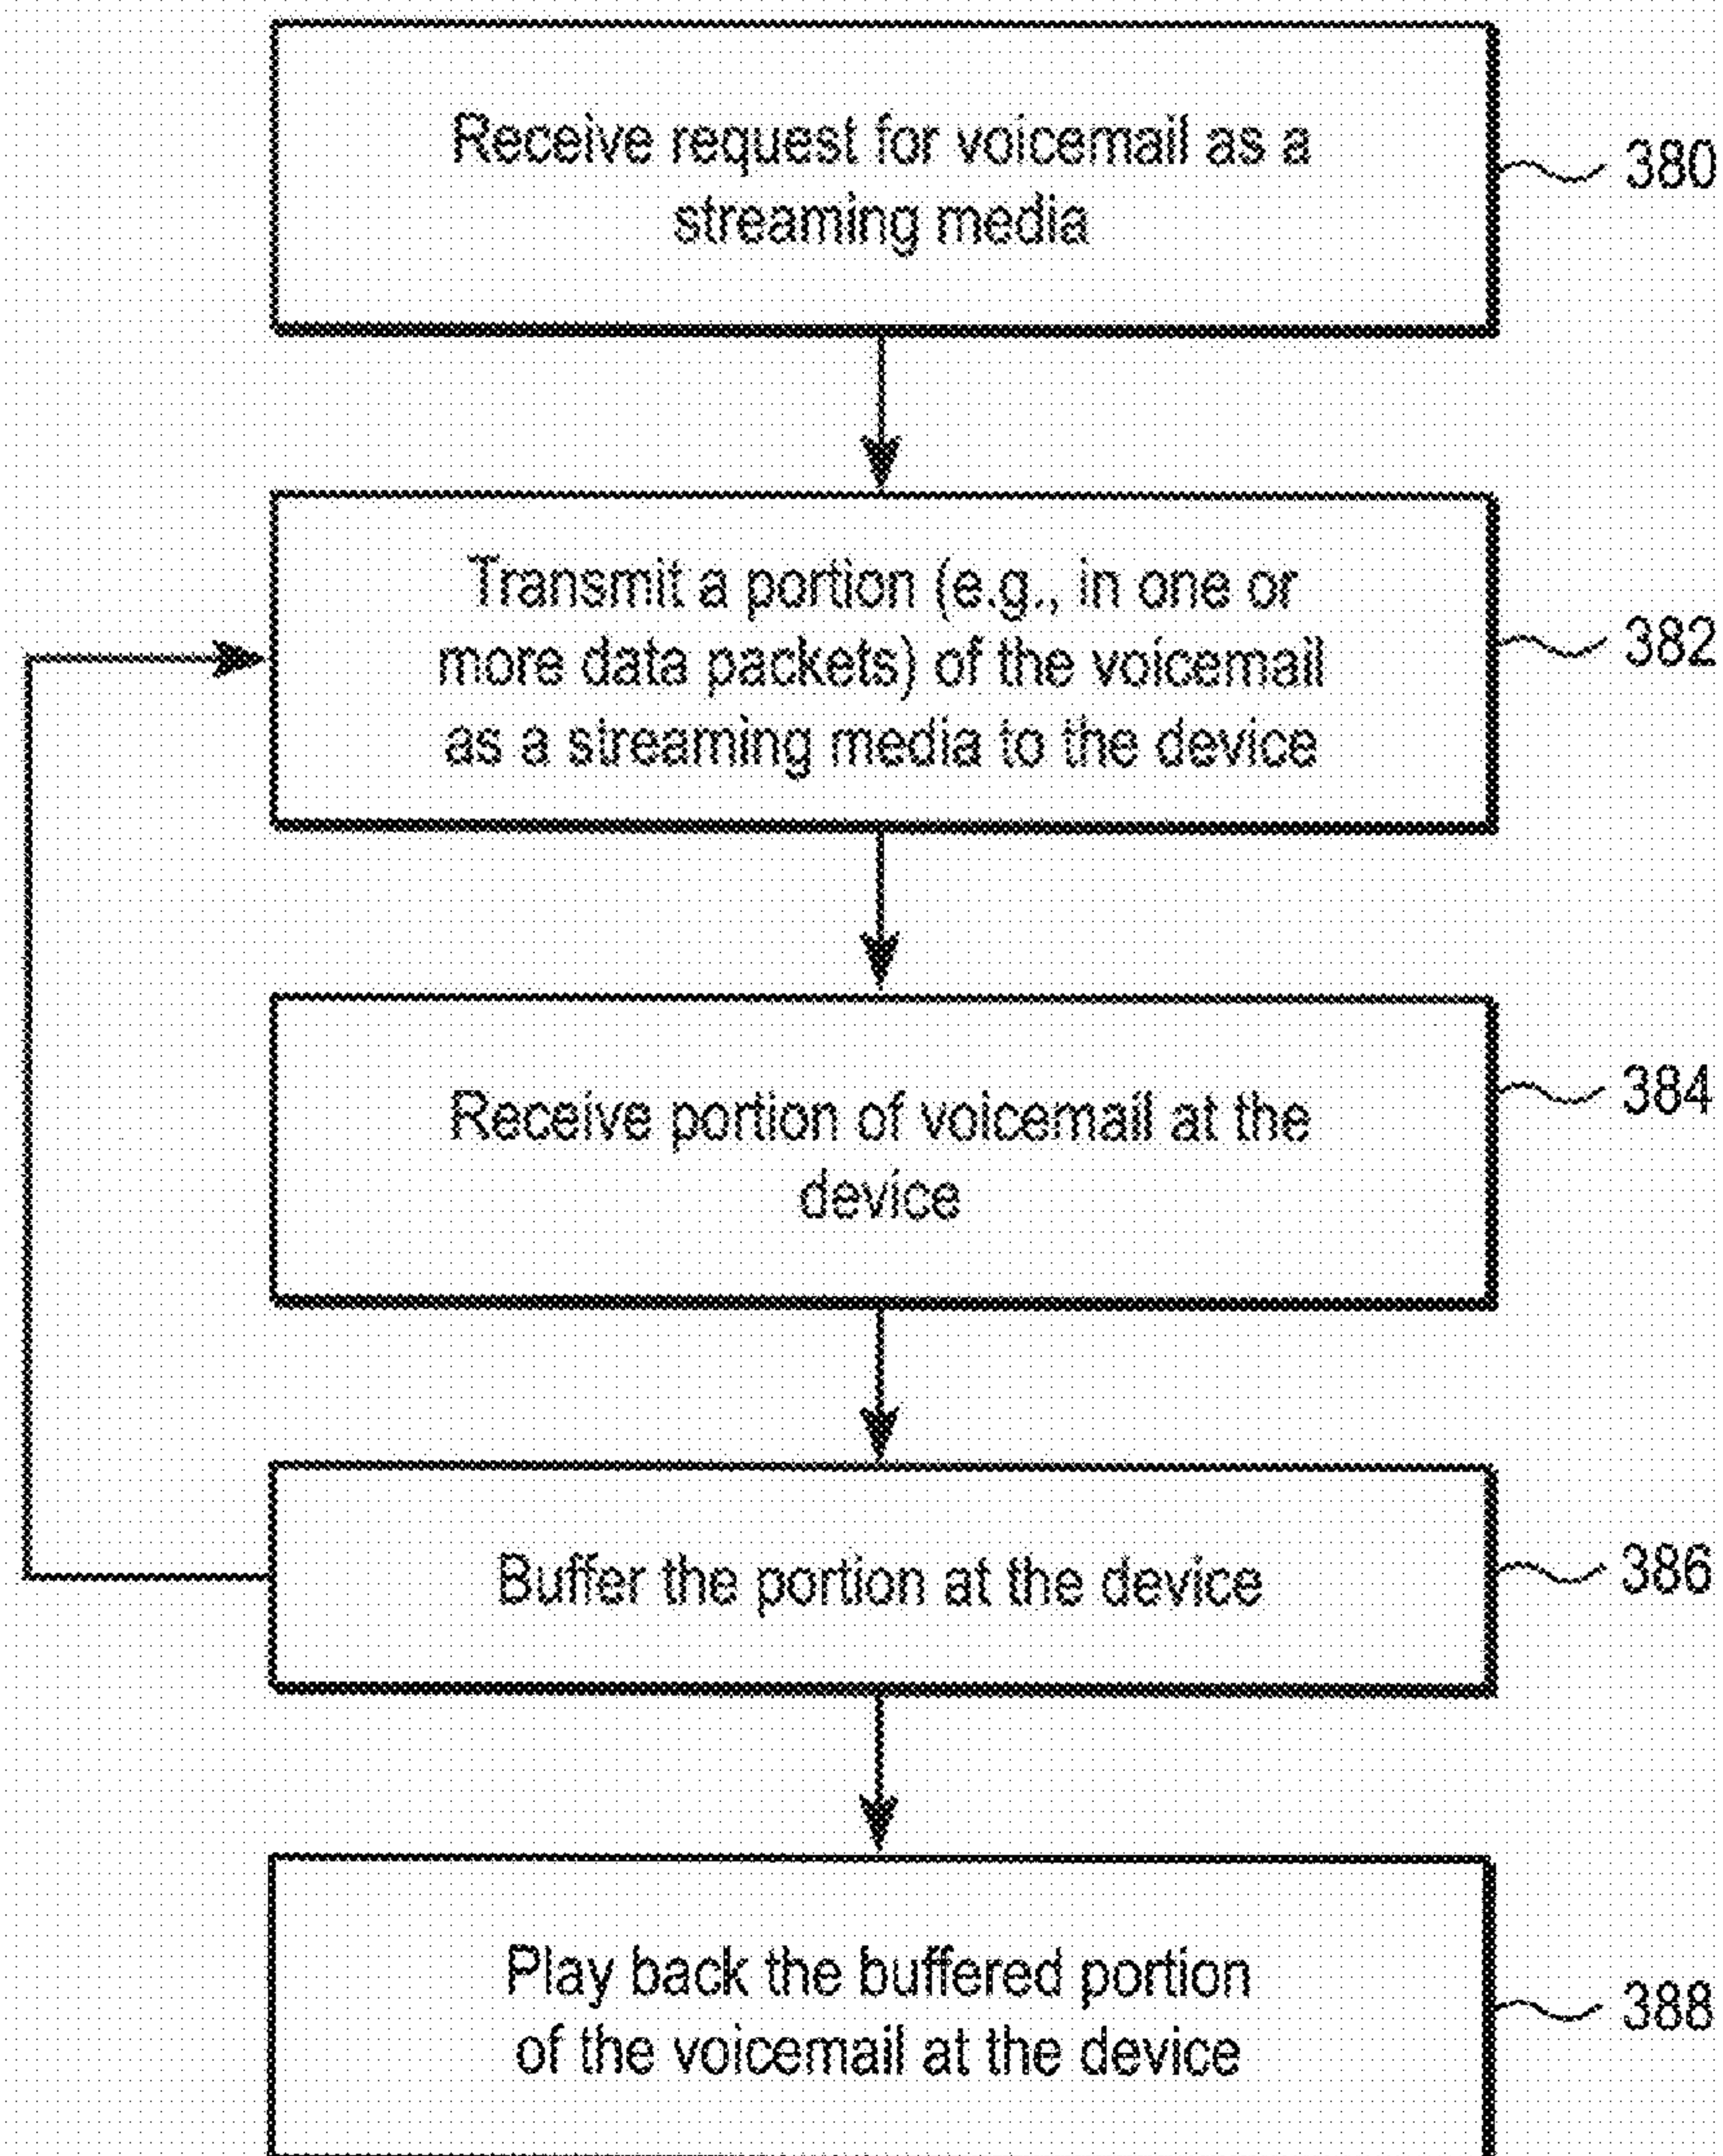 Receive request for voicemail as a
streaming media
380
Transmit a portion (e.g., in one or
more data packets) of the voicemail
as a streaming media to the device
382
Receive portion of voicemail at the
device
384
Buffer the portion at the device
386
Play back the buffered portion
of the voicemail at the device
388